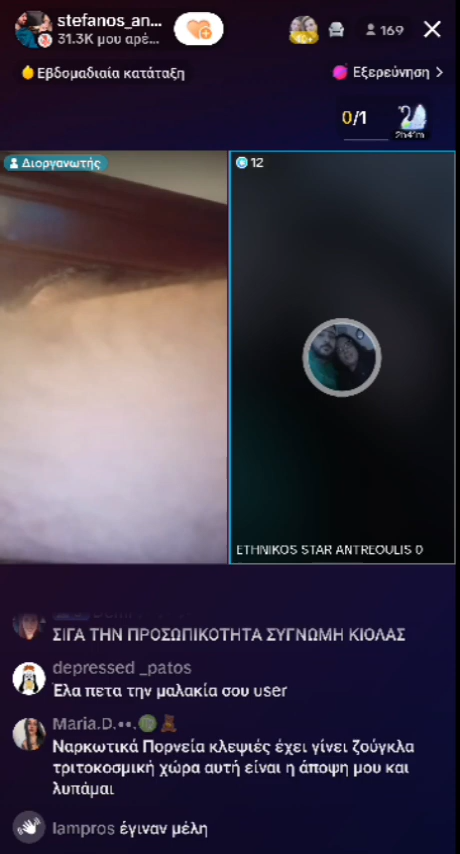 stefanos_an...
31.3K μου αρέ...
169
Εβδομαδιαία κατάταξη
Εξερεύνηση >
0/1
2h41m
Διοργανωτής
12
ETHNIKOS STAR ANTREOULIS 0
ΣΙΓΑ ΤΗΝ ΠΡΟΣΩΠΙΚΟΤΗΤΑ ΣΥΓΝΩΜΗ ΚΙΟΛΑΣ
depressed _patos
Έλα πετα την μαλακία σου user
Maria.D.••.
Ναρκωτικά Πορνεία κλεψιές έχει γίνει ζούγκλα
τριτοκοσμική χώρα αυτή είναι η άποψη μου και
λυπάμαι
lampros έγιναν μέλη